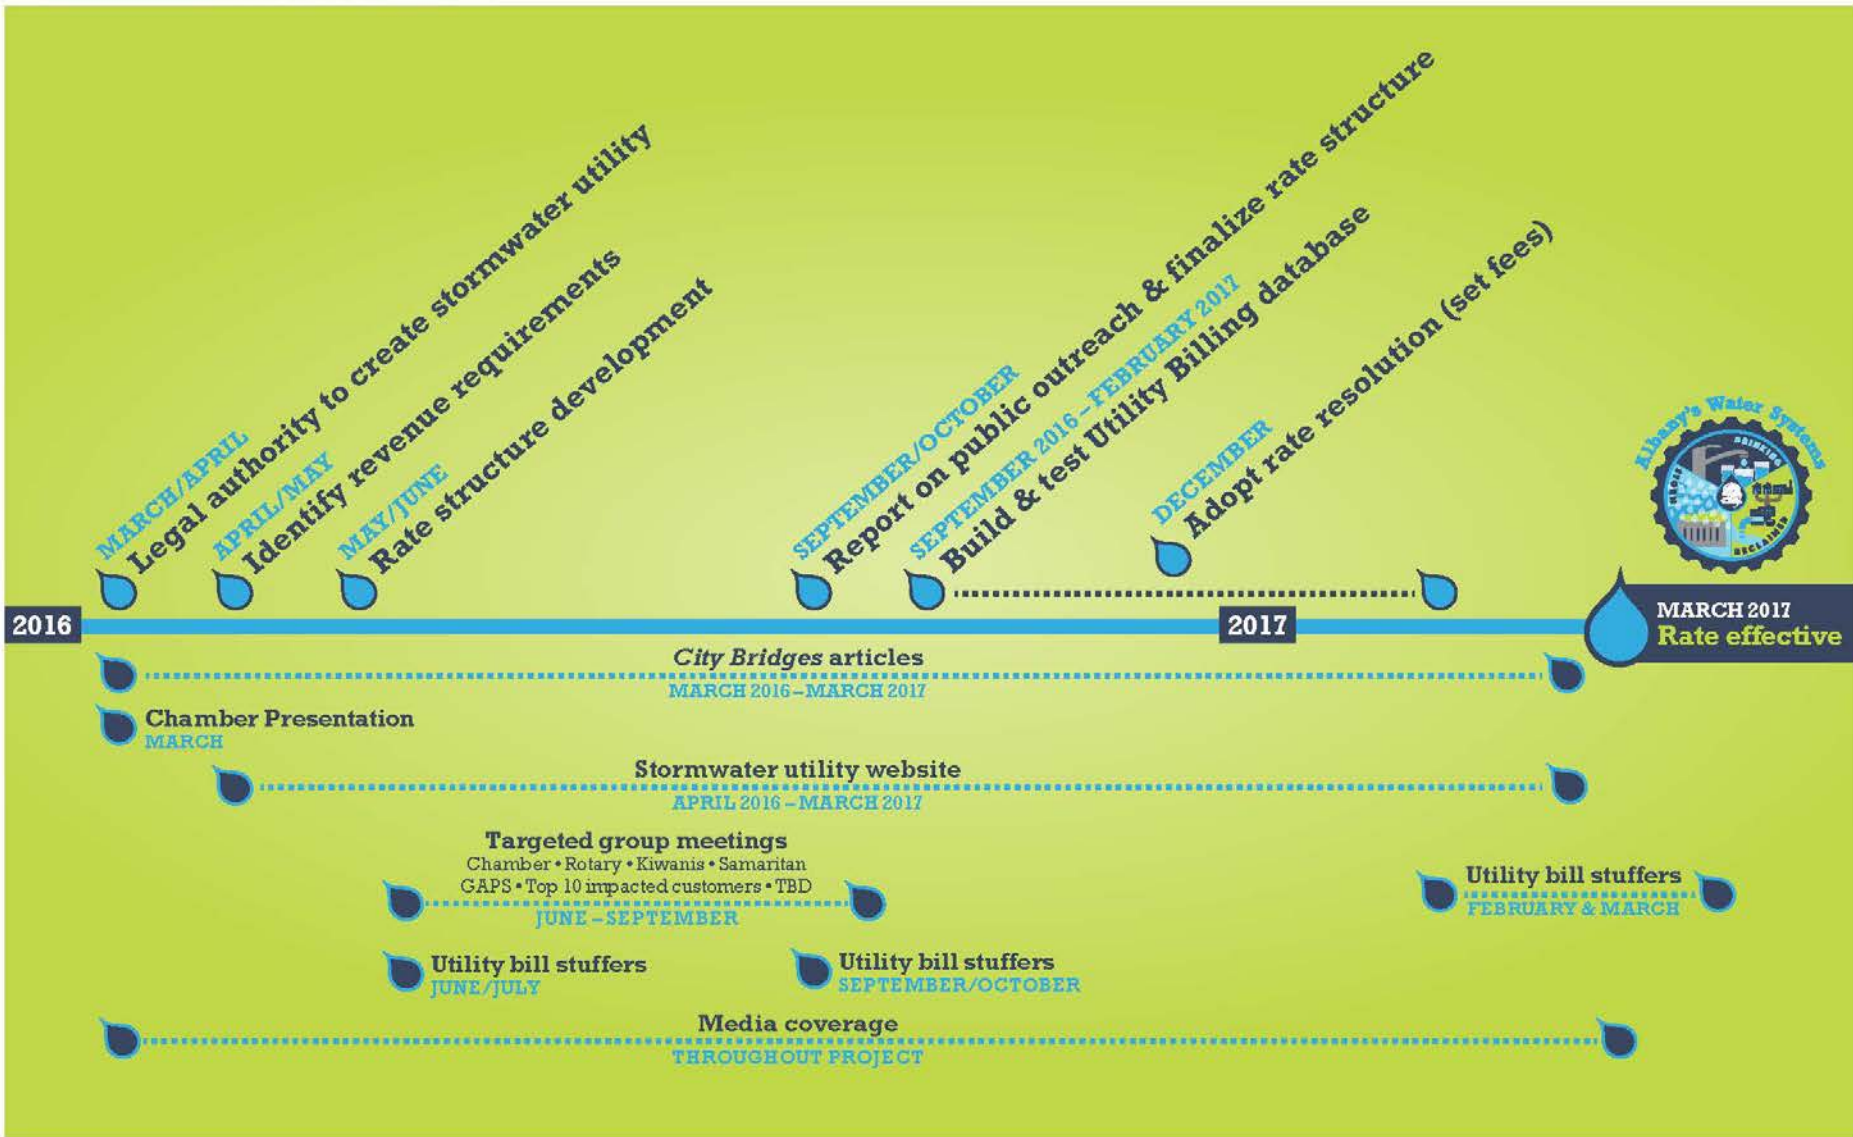 MARCH/APRIL
Legal authority to create stormwater utility
APRIL/MAY
Identify revenue requirements
MAY/JUNE
Rate structure development
SEPTEMBER/OCTOBER
Report on public outreach & finalize rate structure
SEPTEMBER 2016 – FEBRUARY 2017
Build & test Utility Billing database
DECEMBER
Adopt rate resolution (set fees)
Albany's Water Systems
DRINKING
STORM
RECLAIMED
2016
2017
MARCH 2017
Rate effective
City Bridges articles
MARCH 2016 – MARCH 2017
Chamber Presentation
MARCH
Stormwater utility website
APRIL 2016 – MARCH 2017
Targeted group meetings
Chamber • Rotary • Kiwanis • Samaritan
GAPS • Top 10 impacted customers • TBD
JUNE – SEPTEMBER
Utility bill stuffers
FEBRUARY & MARCH
Utility bill stuffers
JUNE/JULY
Utility bill stuffers
SEPTEMBER/OCTOBER
Media coverage
THROUGHOUT PROJECT